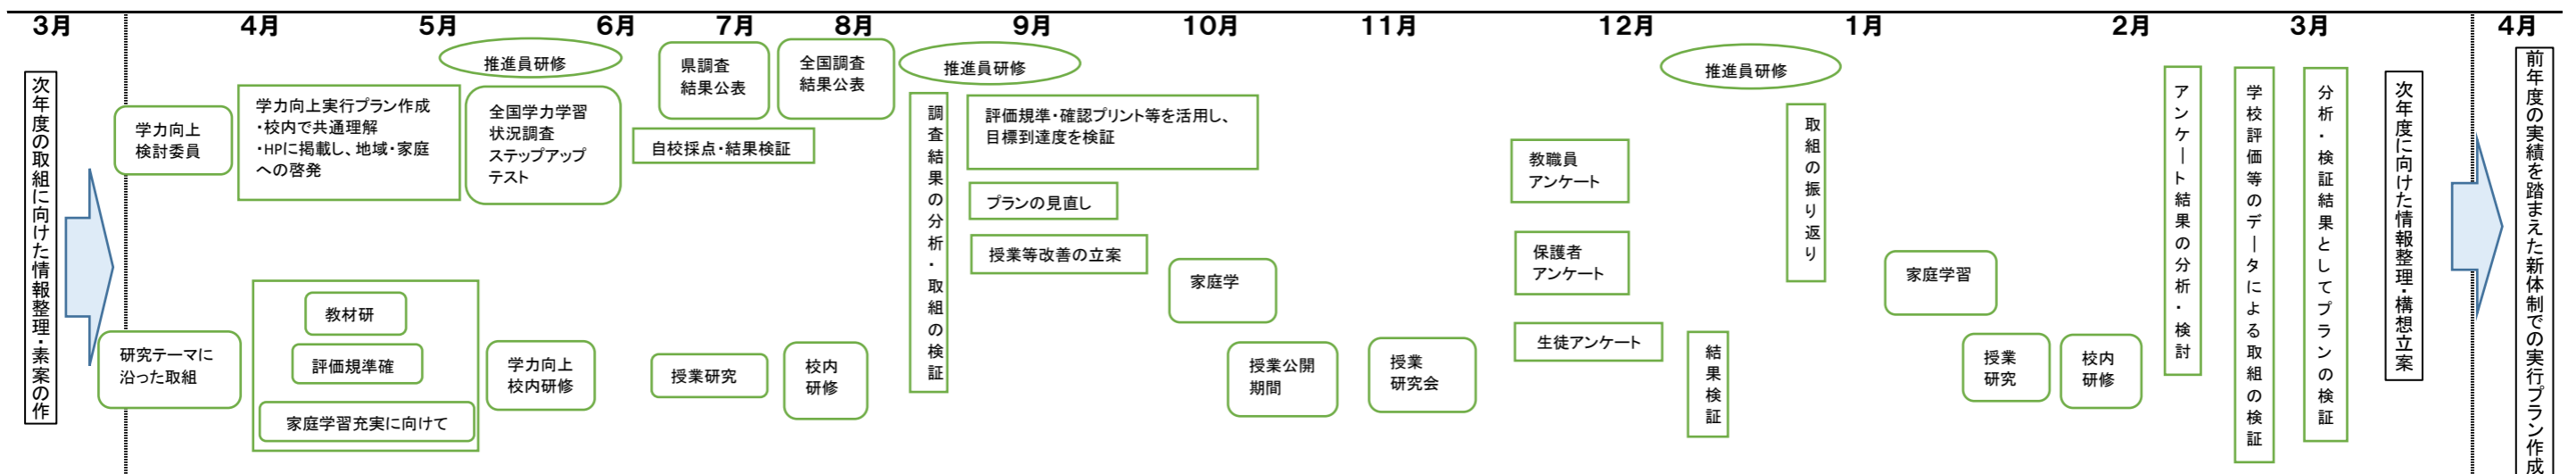 3月
4月
5月
6月
7月
8月
9月
10月
11月
12月
1月
2月
3月
4月
次年度の取組に向けた情報整理・素案の作
学力向上
検討委員
研究テーマに
沿った取組
学力向上実行プラン作成
・校内で共通理解
・HPに掲載し、地域・家庭
への啓発
教材研
評価規準確
家庭学習充実に向けて
推進員研修
全国学力学習
状況調査
ステップアップ
テスト
学力向上
校内研修
県調査
結果公表
全国調査
結果公表
自校採点・結果検証
授業研究
校内
研修
推進員研修
調査結果の分析・取組の検証
評価規準・確認プリント等を活用し、
目標到達度を検証
プランの見直し
授業等改善の立案
家庭学
授業公開
期間
授業
研究会
教職員
アンケート
保護者
アンケート
生徒アンケート
結果検証
推進員研修
取組の振り返り
家庭学習
授業
研究
校内
研修
アンケート結果の分析・検討
学校評価等のデータによる取組の検証
分析・検証結果としてプランの検証
次年度に向けた情報整理・構想立案
前年度の実績を踏まえた新体制での実行プラン作成